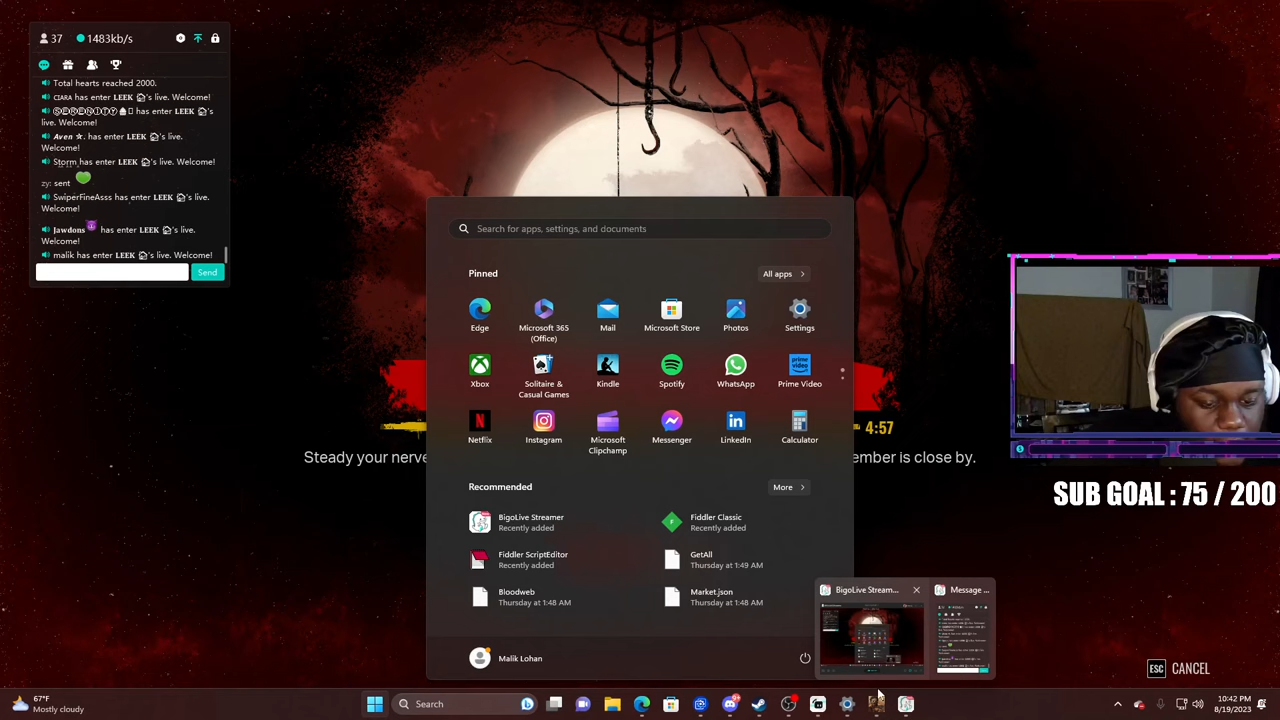 37 1483kb/s
Total hearts reached 2000.
CIARA has enter LEEK 's live. Welcome!
ⓈⒺⓇⒺⓃⒾⓉⓎ has enter LEEK 's
live. Welcome!
Aven ☆. has enter LEEK 's live.
Welcome!
Storm has enter LEEK 's live. Welcome!
zy: sent
SwiperFineAsss has enter LEEK 's live.
Welcome!
Jawdons has enter LEEK 's live.
Welcome!
malik has enter LEEK 's live. Welcome!
Send
Search for apps, settings, and documents
Pinned
All apps
Edge
Microsoft 365
(Office)
Mail
Microsoft Store
Photos
Settings
Xbox
Solitaire &
Casual Games
Kindle
Spotify
WhatsApp
prime video
Prime Video
Netflix
Instagram
Microsoft
Clipchamp
Messenger
LinkedIn
Calculator
4:57
Steady your nerve
ember is close by.
SUB GOAL : 75 / 200
Recommended
More
BigoLive Streamer
Recently added
Fiddler Classic
Recently added
Fiddler ScriptEditor
Recently added
GetAll
Thursday at 1:49 AM
Bloodweb
Thursday at 1:48 AM
Market.json
Thursday at 1:48 AM
BigoLive Stream...
Message ...
Malik Lohan
ESC CANCEL
67°F
Mostly cloudy
Search
10:42 PM
8/19/2023